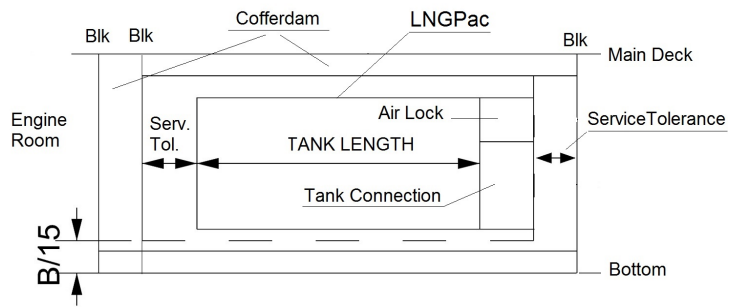 Cofferdam
LNGPac
Blk
Blk
Blk
Main Deck
Engine
Room
Serv.
Tol.
Air Lock
ServiceTolerance
TANK LENGTH
Tank Connection
B/15
Bottom